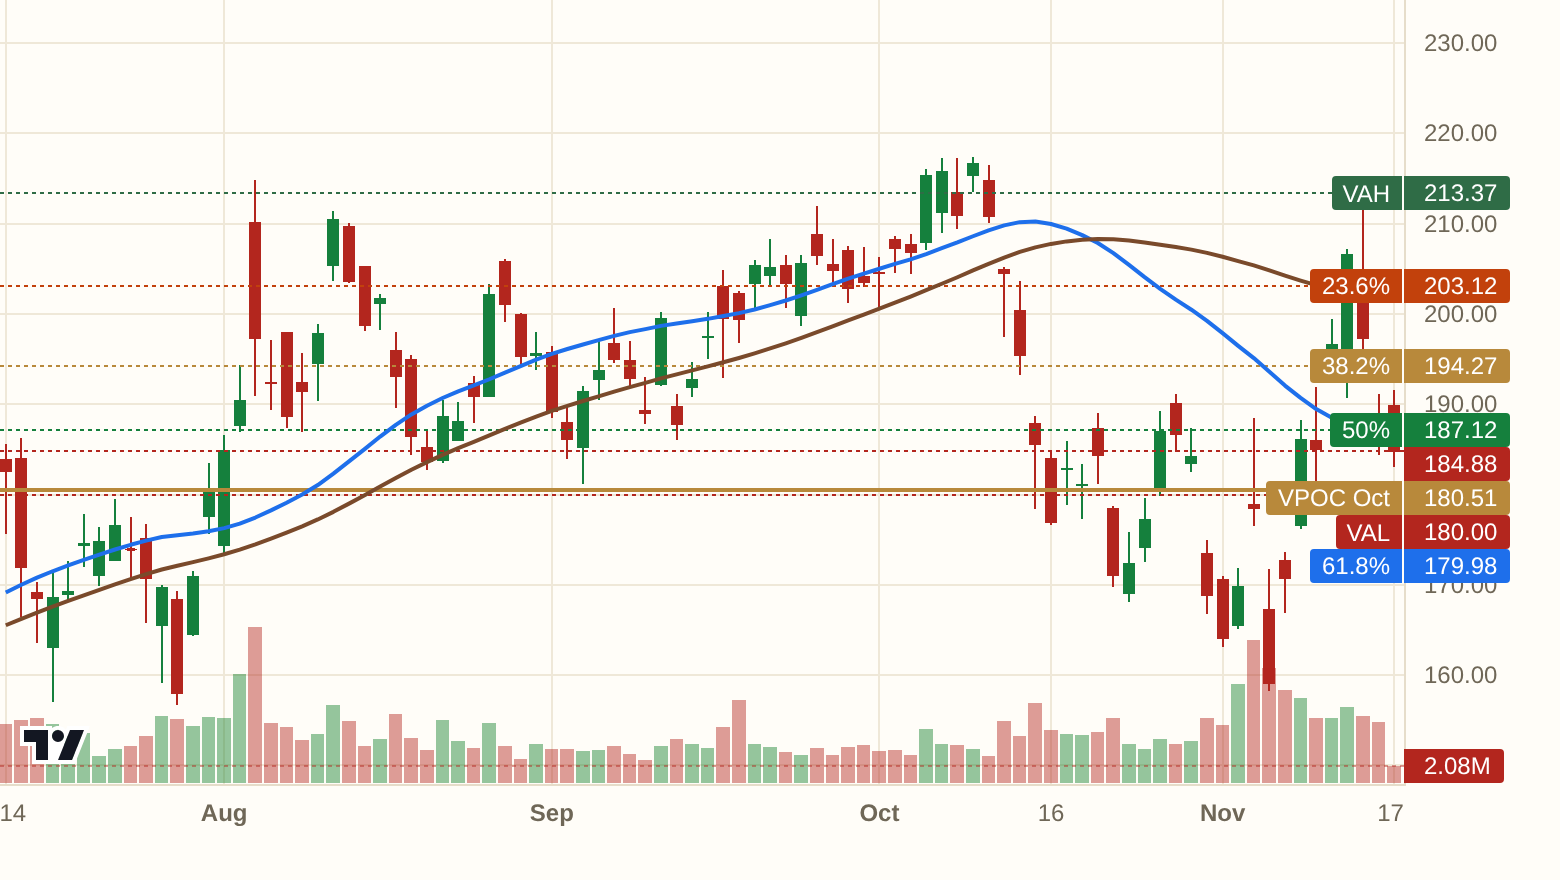 230.00
220.00
VAH 213.37
210.00
23.6% 203.12
200.00
38.2% 194.27
190.00
50% 187.12
184.88
VPOC Oct 180.51
VAL 180.00
61.8% 179.98
170.00
160.00
2.08M
14 Aug Sep Oct 16 Nov 17